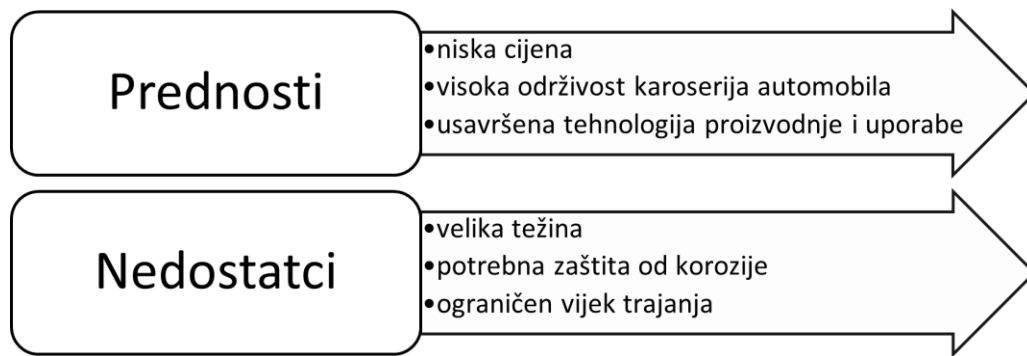 Prednosti
•niska cijena
•visoka održivost karoserija automobila
•usavršena tehnologija proizvodnje i uporabe
Nedostatci
•velika težina
•potrebna zaštita od korozije
•ograničen vijek trajanja